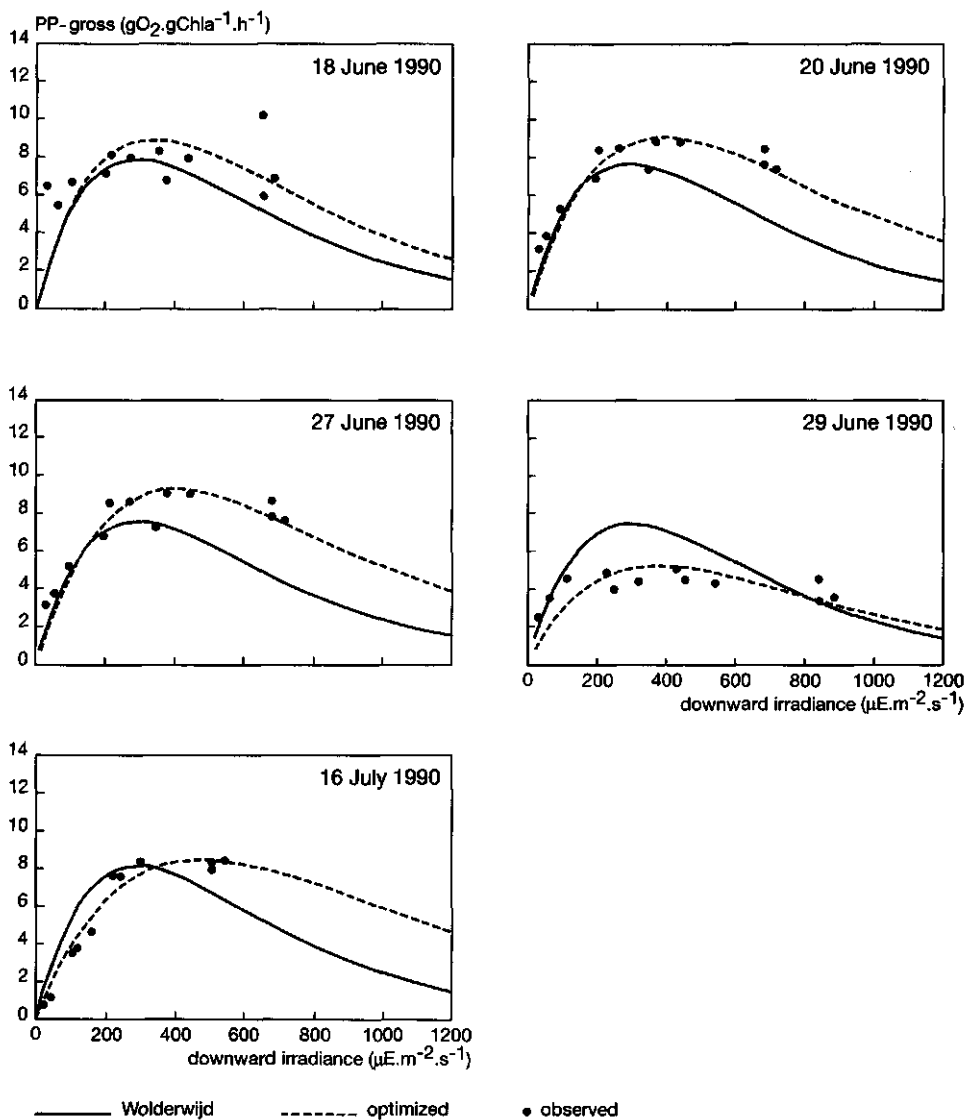 PP-gross (gO₂.gChla⁻¹.h⁻¹)
14
12
10
8
6
4
2
0
18 June 1990
20 June 1990
14
12
10
8
6
4
2
0
27 June 1990
29 June 1990
0 200 400 600 800 1000 1200
downward irradiance (μE.m⁻².s⁻¹)
14
12
10
8
6
4
2
0
16 July 1990
0 200 400 600 800 1000 1200
downward irradiance (μE.m⁻².s⁻¹)
Wolderwijd optimized observed